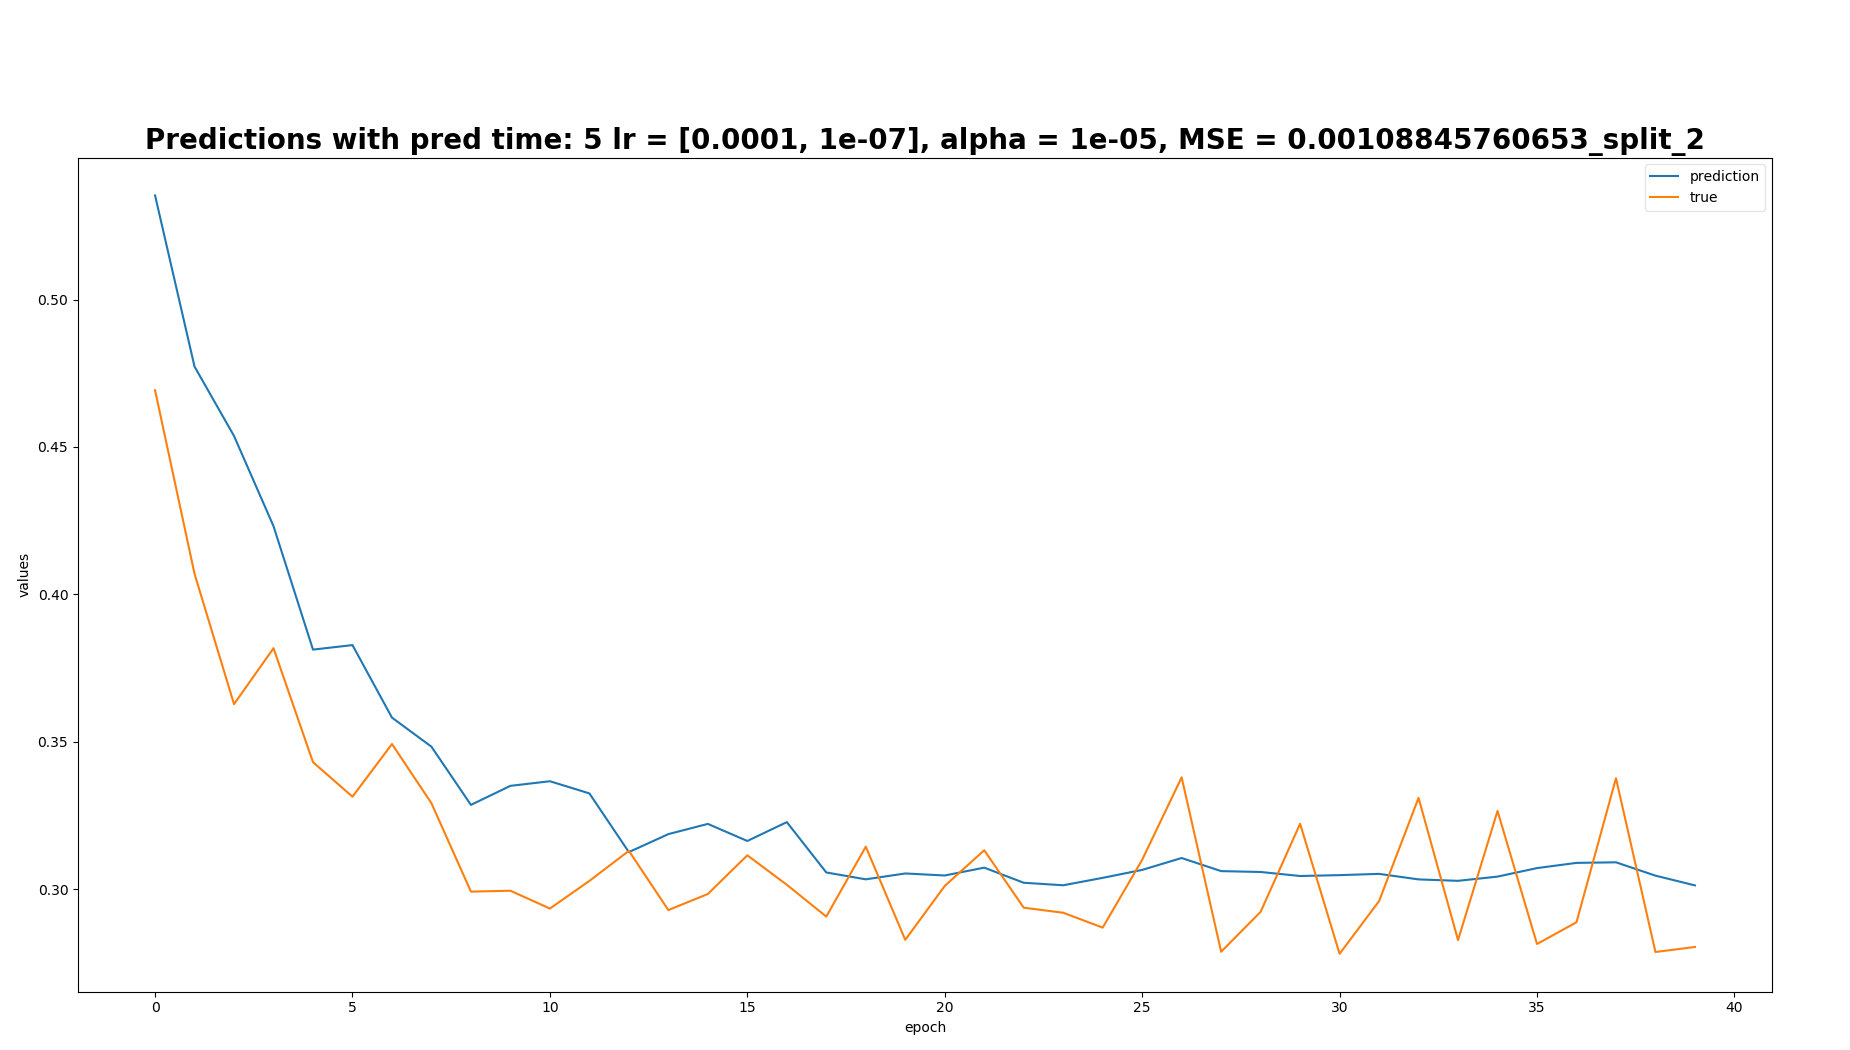 Predictions with pred time: 5 lr = [0.0001, 1e-07], alpha = 1e-05, MSE = 0.00108845760653_split_2
prediction
true
0.50
0.45
0.40
0.35
0.30
values
0 5 10 15 20 25 30 35 40
epoch